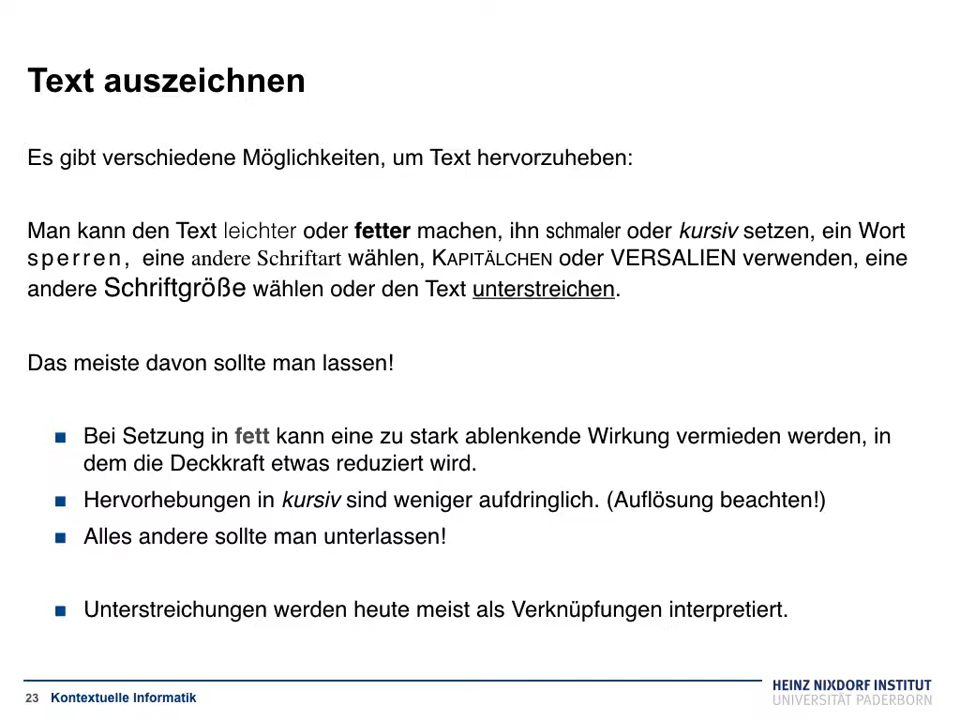 Text auszeichnen
Es gibt verschiedene Möglichkeiten, um Text hervorzuheben:
Man kann den Text leichter oder fetter machen, ihn schmaler oder kursiv setzen, ein Wort
sperren, eine andere Schriftart wählen, KAPITÄLCHEN oder VERSALIEN verwenden, eine
andere Schriftgröße wählen oder den Text unterstreichen.
Das meiste davon sollte man lassen!
Bei Setzung in fett kann eine zu stark ablenkende Wirkung vermieden werden, in
dem die Deckkraft etwas reduziert wird.
Hervorhebungen in kursiv sind weniger aufdringlich. (Auflösung beachten!)
Alles andere sollte man unterlassen!
Unterstreichungen werden heute meist als Verknüpfungen interpretiert.
23 Kontextuelle Informatik
HEINZ NIXDORF INSTITUT
UNIVERSITÄT PADERBORN